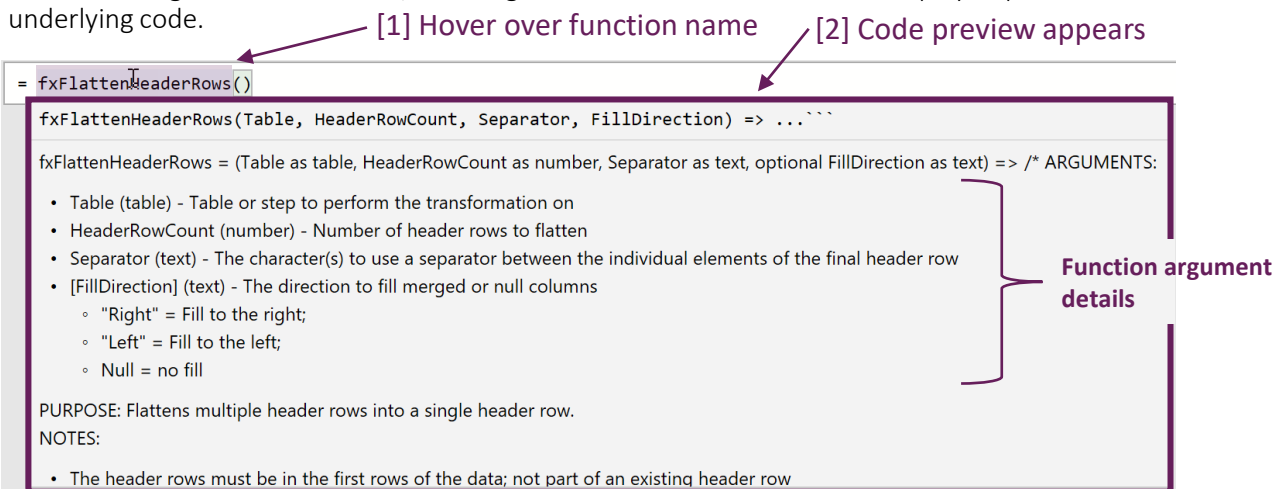 underlying code.
[1] Hover over function name
[2] Code preview appears
= fxFlattenHeaderRows()
fxFlattenHeaderRows(Table, HeaderRowCount, Separator, FillDirection) => ...```
fxFlattenHeaderRows = (Table as table, HeaderRowCount as number, Separator as text, optional FillDirection as text) => /* ARGUMENTS:
• Table (table) - Table or step to perform the transformation on
• HeaderRowCount (number) - Number of header rows to flatten
• Separator (text) - The character(s) to use a separator between the individual elements of the final header row
• [FillDirection] (text) - The direction to fill merged or null columns
◦ "Right" = Fill to the right;
◦ "Left" = Fill to the left;
◦ Null = no fill
Function argument
details
PURPOSE: Flattens multiple header rows into a single header row.
NOTES:
• The header rows must be in the first rows of the data; not part of an existing header row